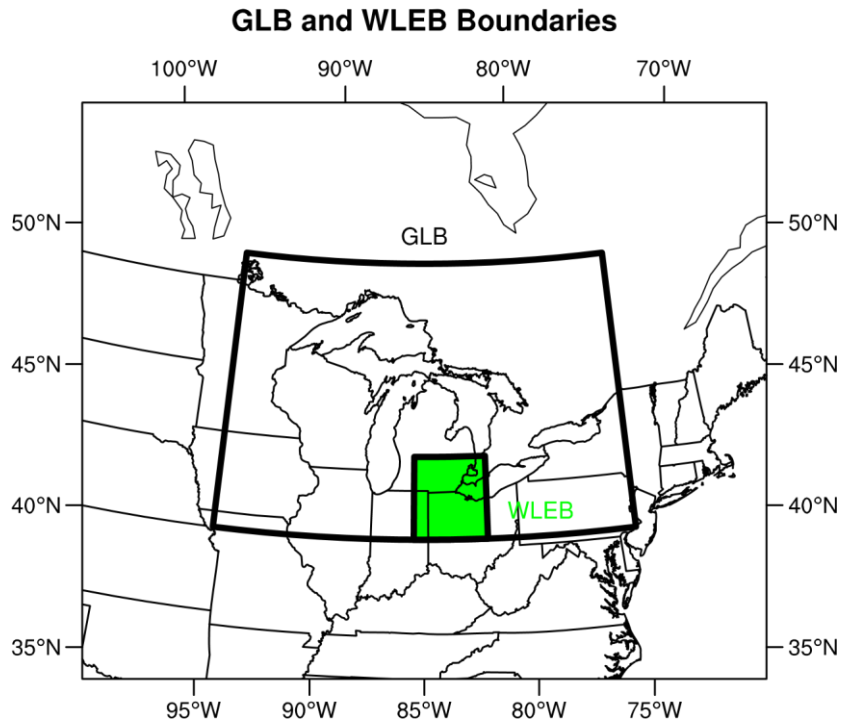 GLB and WLEB Boundaries
100°W 90°W 80°W 70°W
50°N 50°N
GLB
45°N 45°N
40°N 40°N
WLEB
35°N 35°N
95°W 90°W 85°W 80°W 75°W